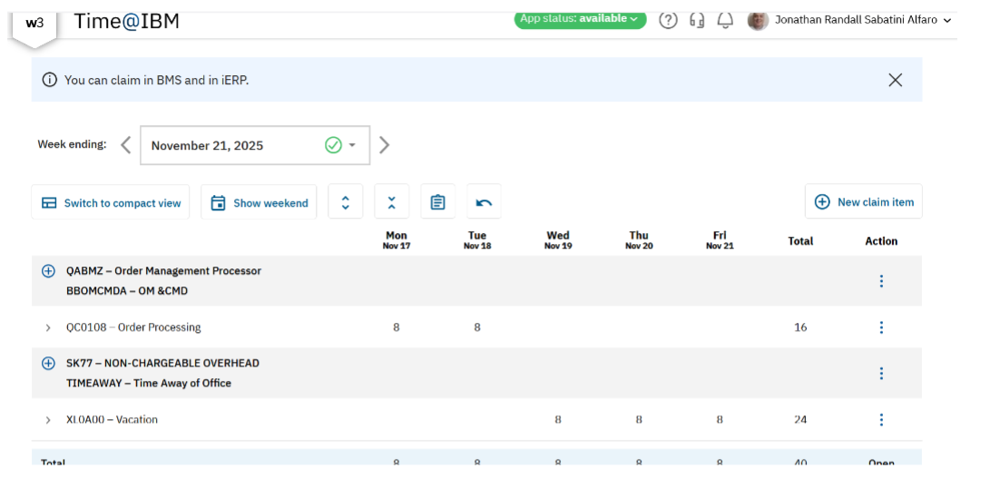 w3 Time@IBM App status: available Jonathan Randall Sabatini Alfaro
You can claim in BMS and in iERP.
Week ending: November 21, 2025
Switch to compact view Show weekend New claim item
Mon Tue Wed Thu Fri Total Action
Nov 17 Nov 18 Nov 19 Nov 20 Nov 21
QABMZ – Order Management Processor
BBOMCMDA – OM &CMD
QC0108 – Order Processing 8 8 16
SK77 – NON-CHARGEABLE OVERHEAD
TIMEAWAY – Time Away of Office
XL0A00 – Vacation 8 8 8 24
Total 8 8 8 8 8 40 Open